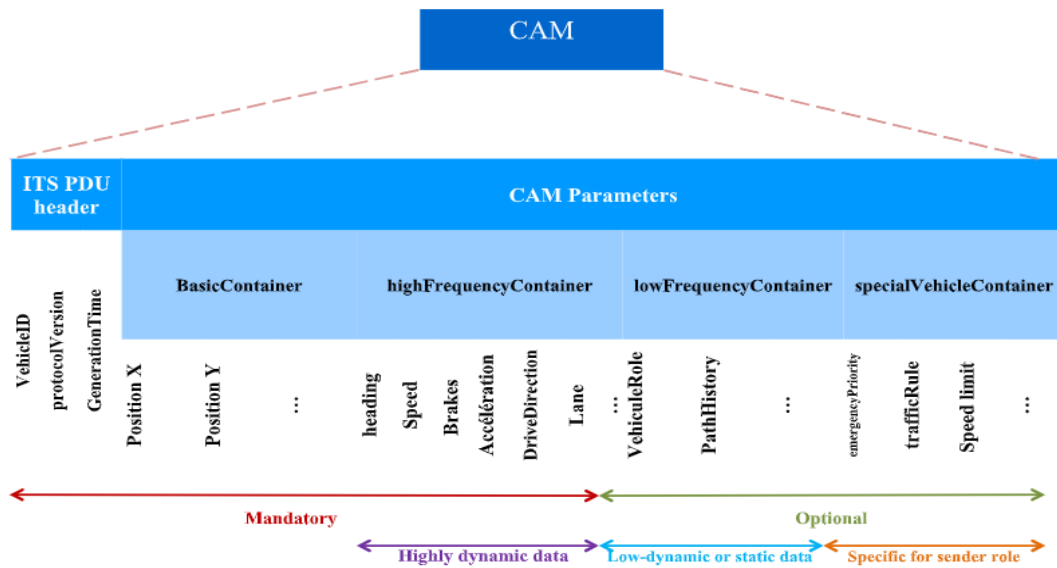 CAM
ITS PDU
header
CAM Parameters
BasicContainer
highFrequencyContainer
lowFrequencyContainer
specialVehicleContainer
VehicleID
protocolVersion
GenerationTime
Position X
Position Y
...
heading
Speed
Brakes
Accélération
DriveDirection
Lane
...
VehiculeRole
PathHistory
...
emergencyPriority
trafficRule
Speed limit
...
Mandatory
Optional
Highly dynamic data
Low-dynamic or static data
Specific for sender role